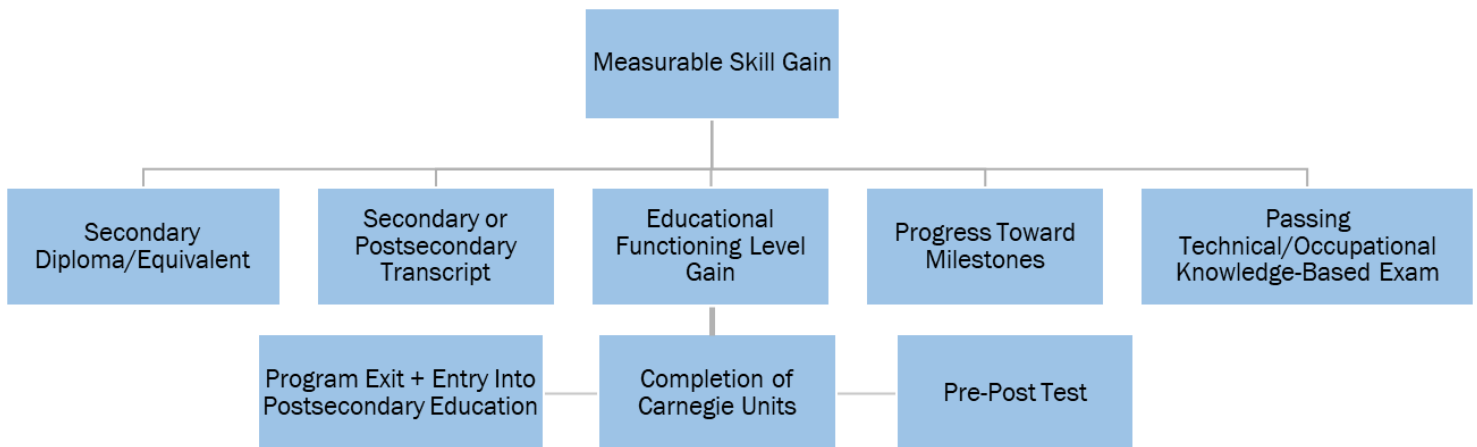 Measurable Skill Gain
Secondary
Diploma/Equivalent
Secondary or
Postsecondary
Transcript
Educational
Functioning Level
Gain
Progress Toward
Milestones
Passing
Technical/Occupational
Knowledge-Based Exam
Program Exit + Entry Into
Postsecondary Education
Completion of
Carnegie Units
Pre-Post Test